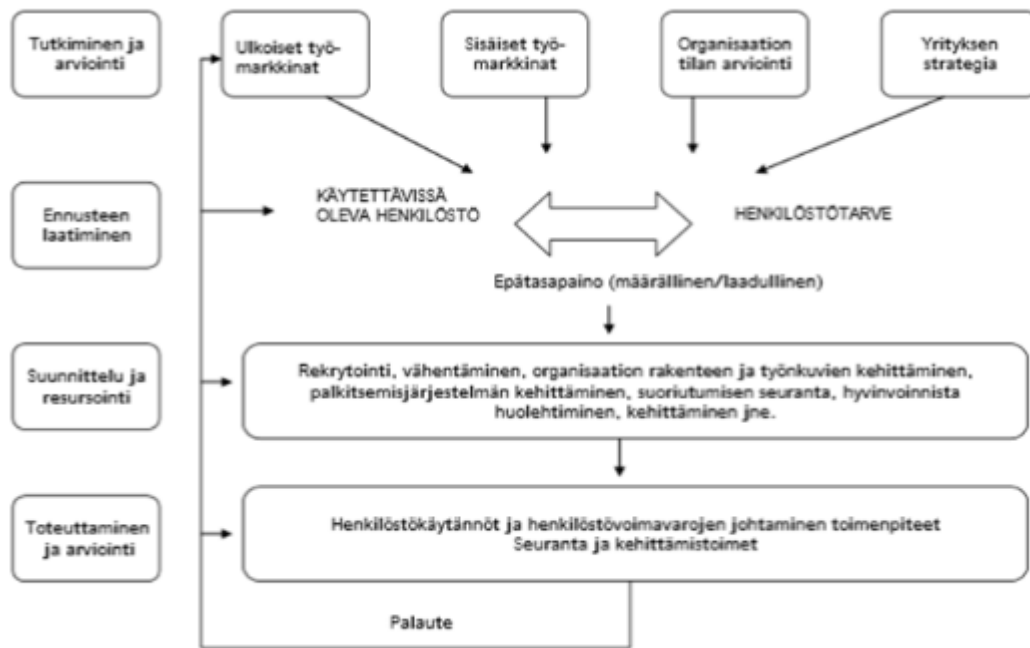 Tutkiminen ja
arviointi
Ulkoiset työ-
markkinat
Sisäiset työ-
markkinat
Organisaation
tilan arviointi
Yrityksen
strategia
Ennusteen
laatiminen
KÄYTETTÄVISSÄ
OLEVA HENKILÖSTÖ
HENKILÖSTÖTARVE
Epätasapaino (määrällinen/laadullinen)
Suunnittelu ja
resursointi
Rekrytointi, vähentäminen, organisaation rakenteen ja työnkuvien kehittäminen,
palkitsemisjärjestelmän kehittäminen, suoriutumisen seuranta, hyvinvoinnista
huolehtiminen, kehittäminen jne.
Toteuttaminen
ja arviointi
Henkilöstökäytännöt ja henkilöstövoimavarojen johtaminen toimenpiteet
Seuranta ja kehittämistoimet
Palaute